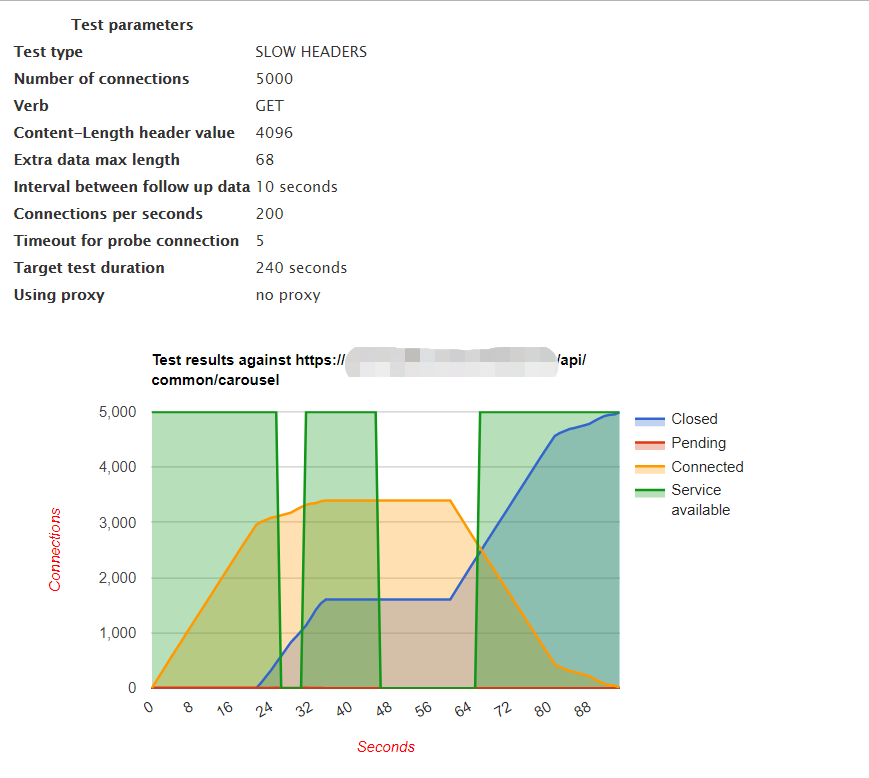 Test parameters
Test type SLOW HEADERS
Number of connections 5000
Verb GET
Content-Length header value 4096
Extra data max length 68
Interval between follow up data 10 seconds
Connections per seconds 200
Timeout for probe connection 5
Target test duration 240 seconds
Using proxy no proxy
Test results against https:// /api/
common/carousel
5,000
4,000
3,000
2,000
1,000
0
Connections
0 8 16 24 32 40 48 56 64 72 80 88
Seconds
Closed
Pending
Connected
Service
available